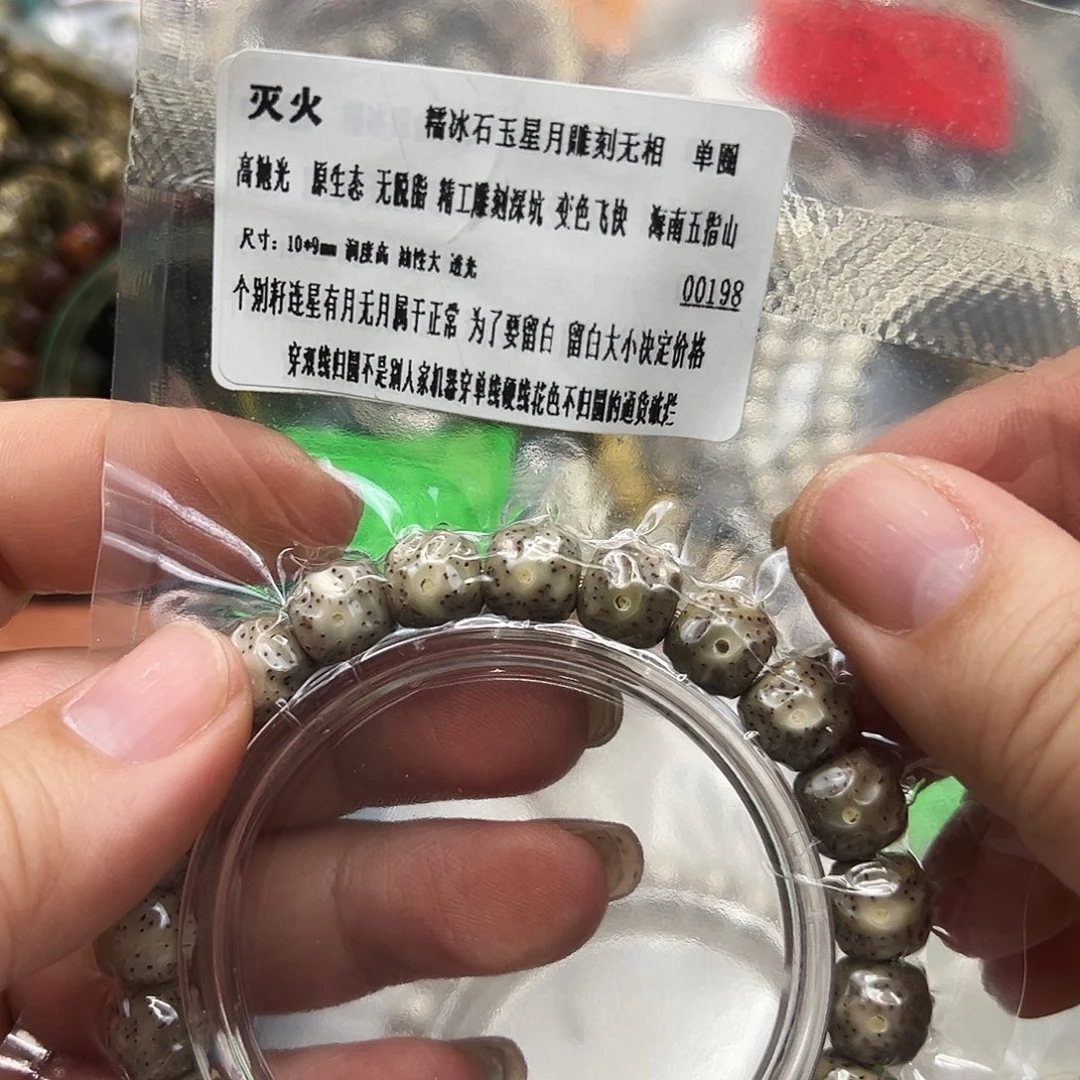 灭火 糯冰石玉星月雕刻无相 单圈
高抛光 原生态 无脱脂 精工雕刻深坑 变色飞快 海南五指山
尺寸：10*9mm 润度高 油性大 透光
00198
个别籽连星有月无月属于正常 为了要留白 留白大小决定价格
穿双线归圆不是别人家机器穿单线硬线花色不归圆的通货破烂